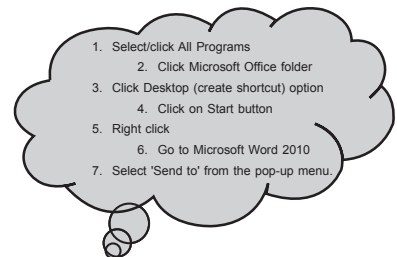 1. Select/click All Programs
2. Click Microsoft Office folder
3. Click Desktop (create shortcut) option
4. Click on Start button
5. Right click
6. Go to Microsoft Word 2010
7. Select 'Send to' from the pop-up menu.